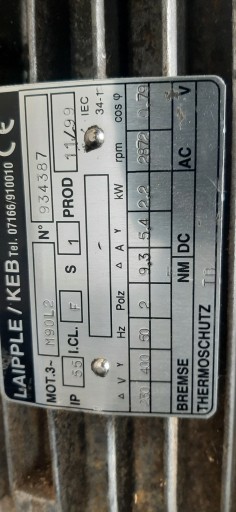 LAIPPLE / KEB Tel. 07166/910010 CE
MOT.3~ M90L2 N° 934387
IP 55 I.CL. F S 1 PROD 11/99 IEC 34-1
Δ V Y Hz Polz Δ A Y kW rpm cos φ
230 400 50 2 9,3 5,4 2.2 2872 0,79
BREMSE NM DC AC V
THERMOSCHUTZ